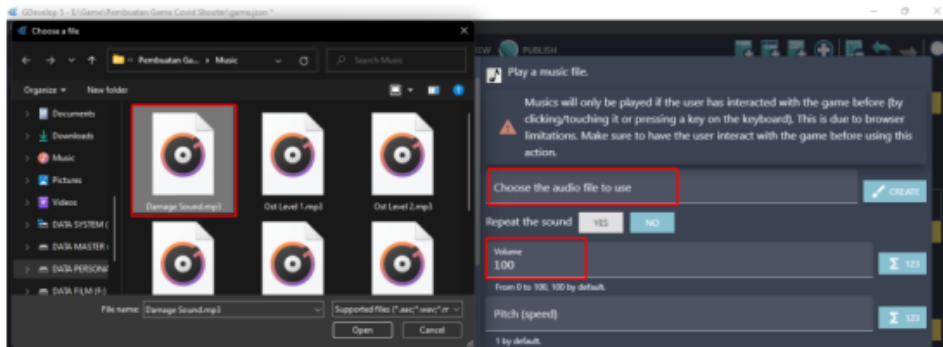 GDevelop 5 - E:\Game\Pembuatan Game Covid Shooter\game.json *
Choose a file
Pembuatan Ga... › Music
Search Music
Organize
New folder
Documents
Downloads
Music
Pictures
Videos
DATA SYSTEM (
DATA MASTER
DATA PERSONA
DATA FILM (F:)
Damage Sound.mp3
Ost Level 1.mp3
Ost Level 2.mp3
File name: Damage Sound.mp3
Supported files (*.aac;*.wav;*.m
Open
Cancel
PUBLISH
Play a music file.
Musics will only be played if the user has interacted with the game before (by
clicking/touching it or pressing a key on the keyboard). This is due to browser
limitations. Make sure to have the user interact with the game before using this
action.
Choose the audio file to use
CREATE
Repeat the sound YES NO
Volume
100
Σ 123
From 0 to 100, 100 by default.
Pitch (speed)
Σ 123
1 by default.